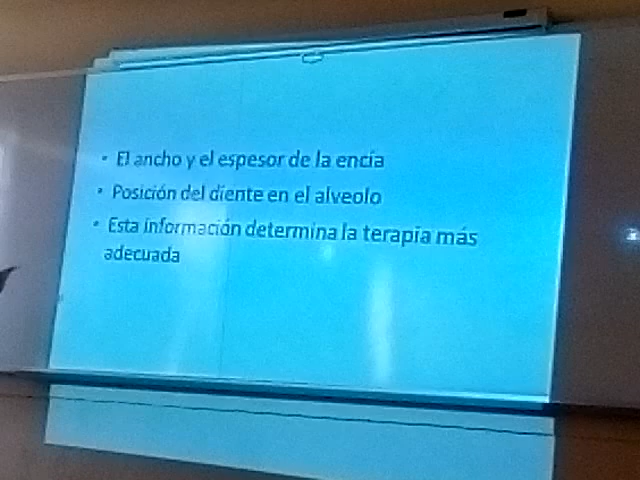 • El ancho y el espesor de la encía
• Posición del diente en el alveolo
• Esta información determina la terapia más
adecuada